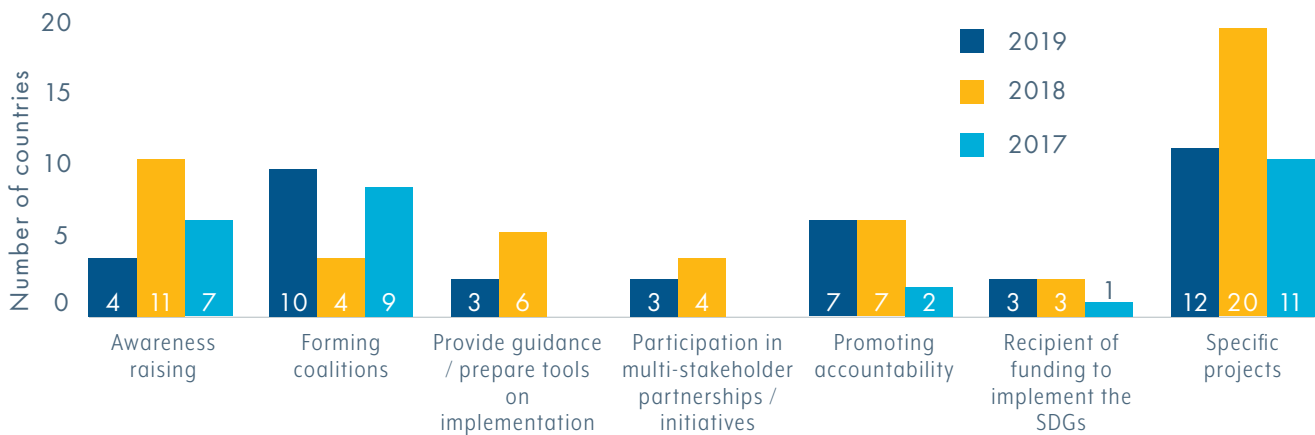 Number of countries
20
15
10
5
0
2019
2018
2017
4 11 7
10 4 9
3 6
3 4
7 7 2
3 3 1
12 20 11
Awareness
raising
Forming
coalitions
Provide guidance
/ prepare tools
on
implementation
Participation in
multi-stakeholder
partnerships /
initiatives
Promoting
accountability
Recipient of
funding to
implement the
SDGs
Specific
projects